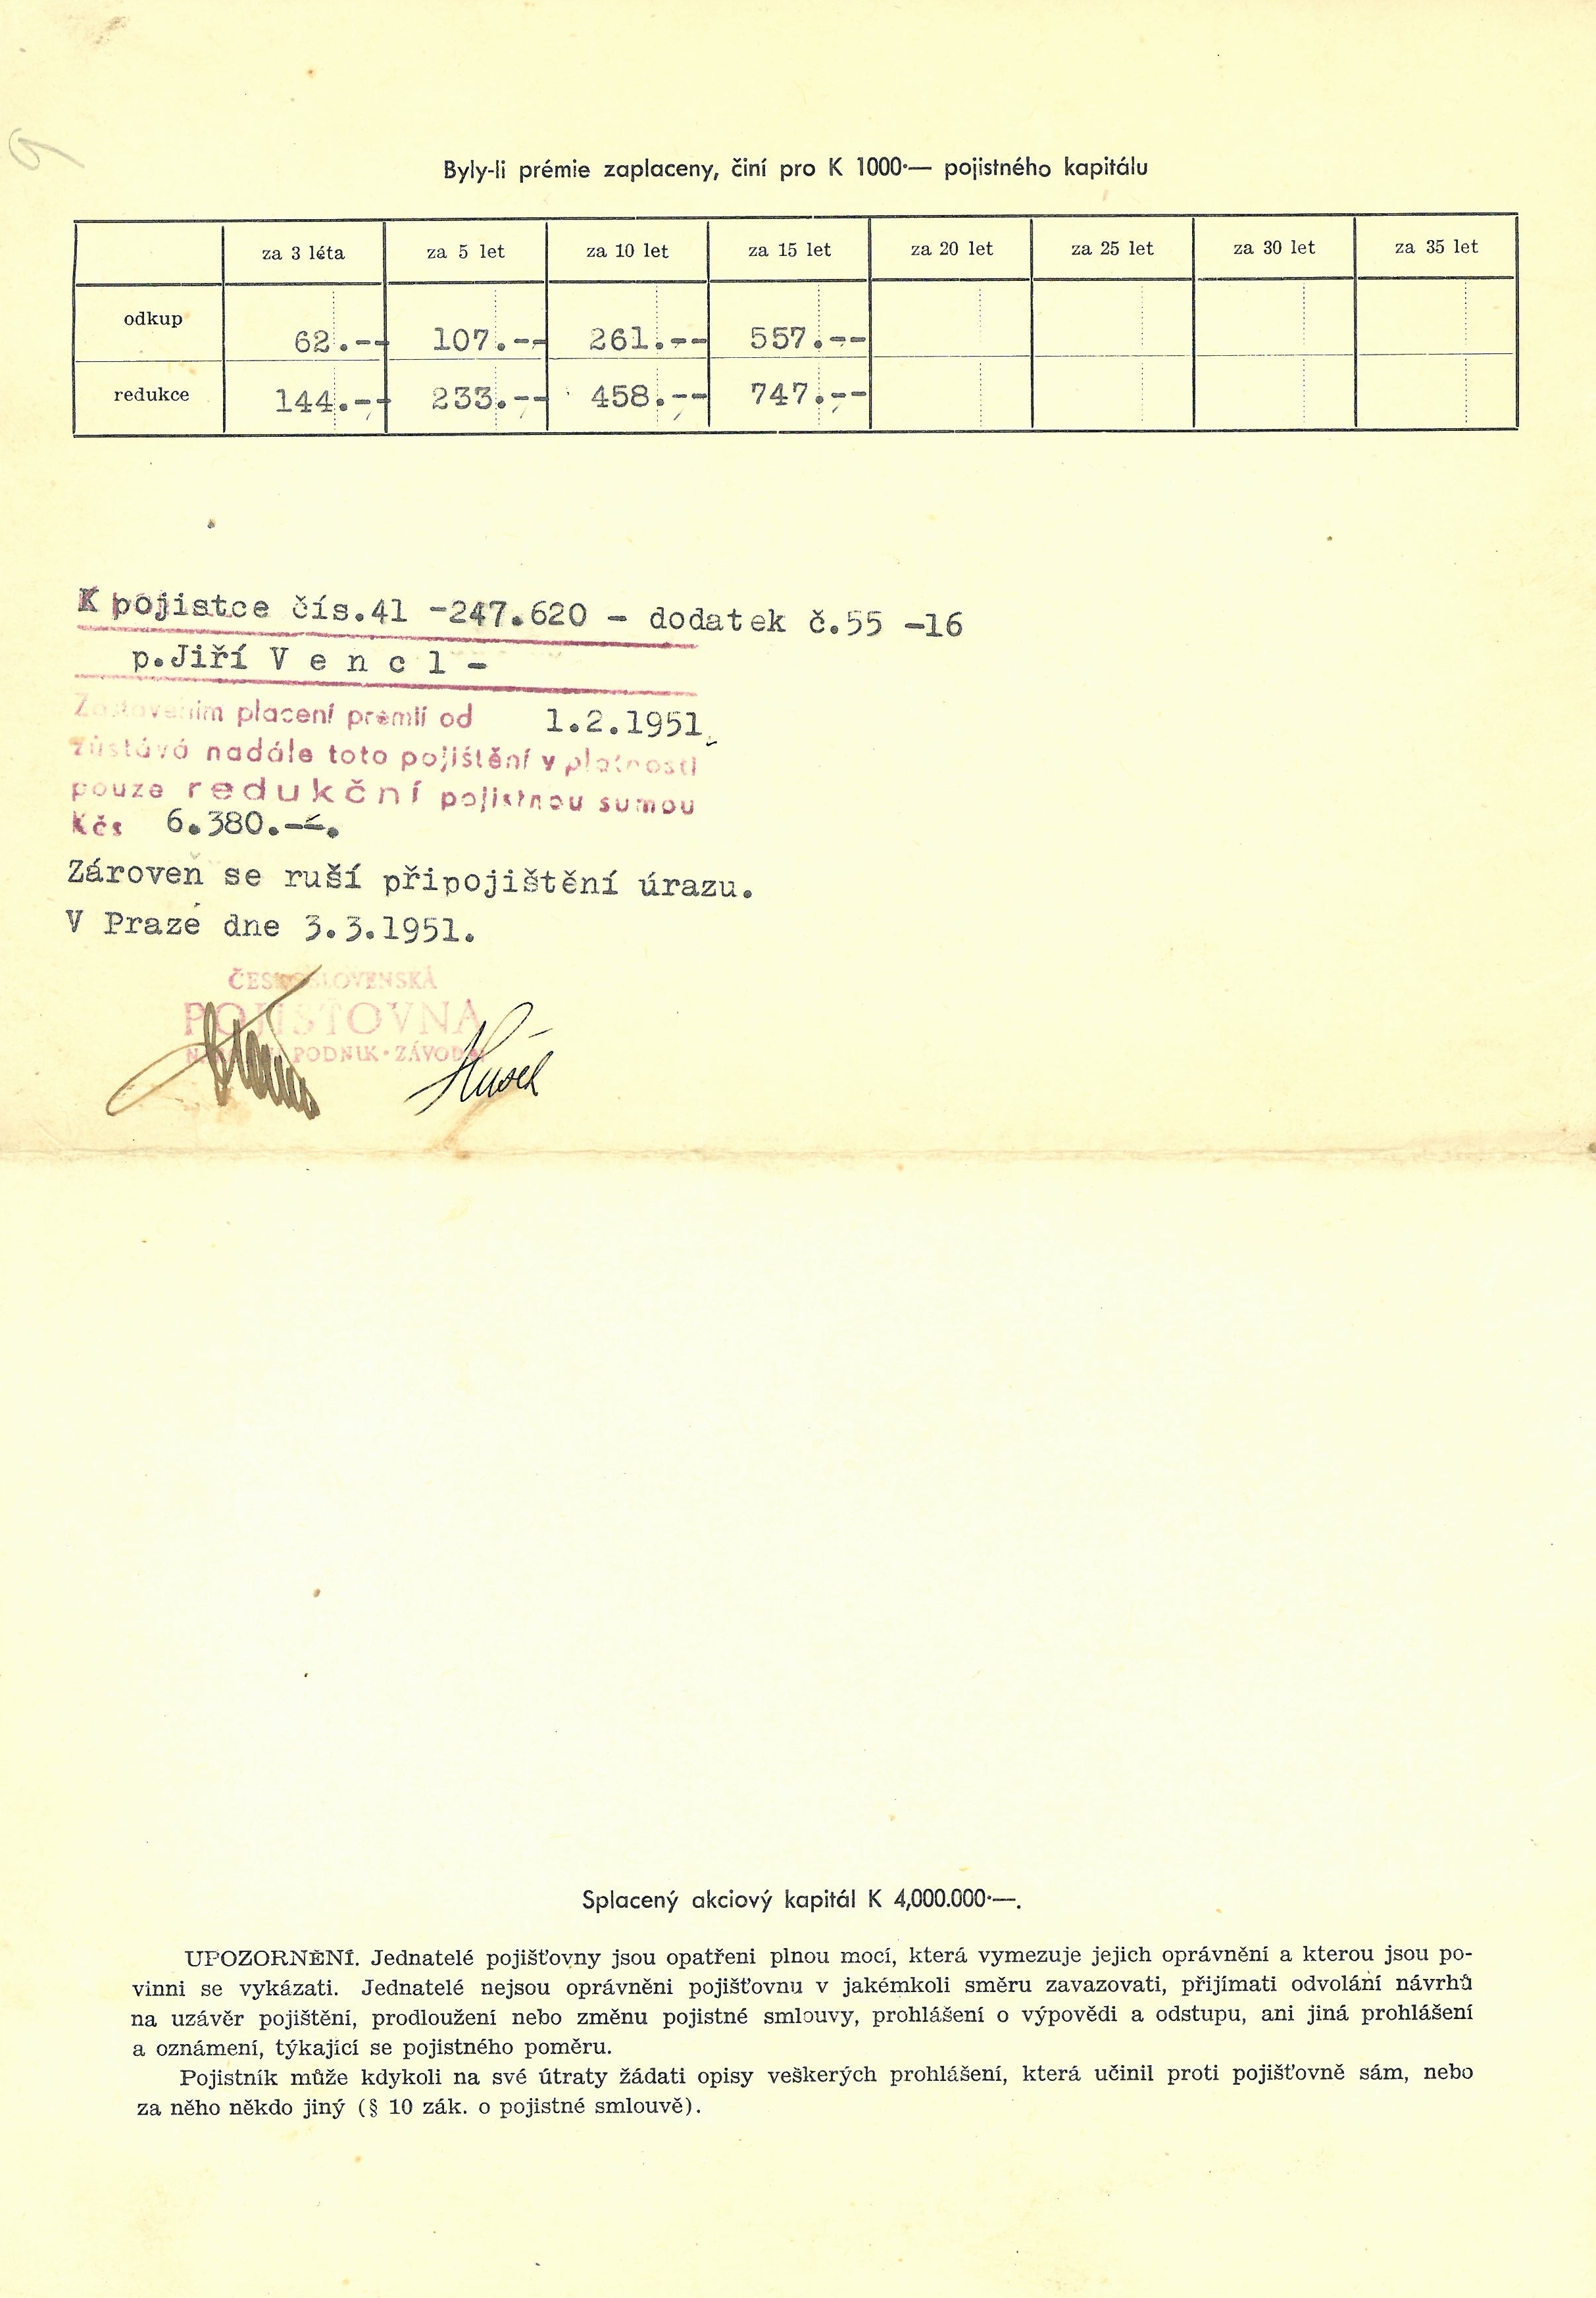 Byly-li prémie zaplaceny, činí pro K 1000·— pojistného kapitálu
za 3 léta za 5 let za 10 let za 15 let za 20 let za 25 let za 30 let za 35 let
odkup 62.-- 107.-- 261.-- 557.--
redukce 144.-- 233.-- 458.-- 747.--
K pojistce čís.41 -247.620 - dodatek č.55 -16
p.Jiří V e n c l -
Zastavením placení prémií od 1.2.1951
zůstává nadále toto pojištění v platnosti
pouze redukční pojistnou sumou
Kčs 6.380.--.
Zároveň se ruší připojištění úrazu.
V Praze dne 3.3.1951.
ČESKOSLOVENSKÁ
POJIŠŤOVNA
PODNIK · ZÁVOD
Splacený akciový kapitál K 4,000.000·—.
UPOZORNĚNÍ. Jednatelé pojišťovny jsou opatřeni plnou mocí, která vymezuje jejich oprávnění a kterou jsou po-
vinni se vykázati. Jednatelé nejsou oprávněni pojišťovnu v jakémkoli směru zavazovati, přijímati odvolání návrhů
na uzávěr pojištění, prodloužení nebo změnu pojistné smlouvy, prohlášení o výpovědi a odstupu, ani jiná prohlášení
a oznámení, týkající se pojistného poměru.
Pojistník může kdykoli na své útraty žádati opisy veškerých prohlášení, která učinil proti pojišťovně sám, nebo
za něho někdo jiný (§ 10 zák. o pojistné smlouvě).